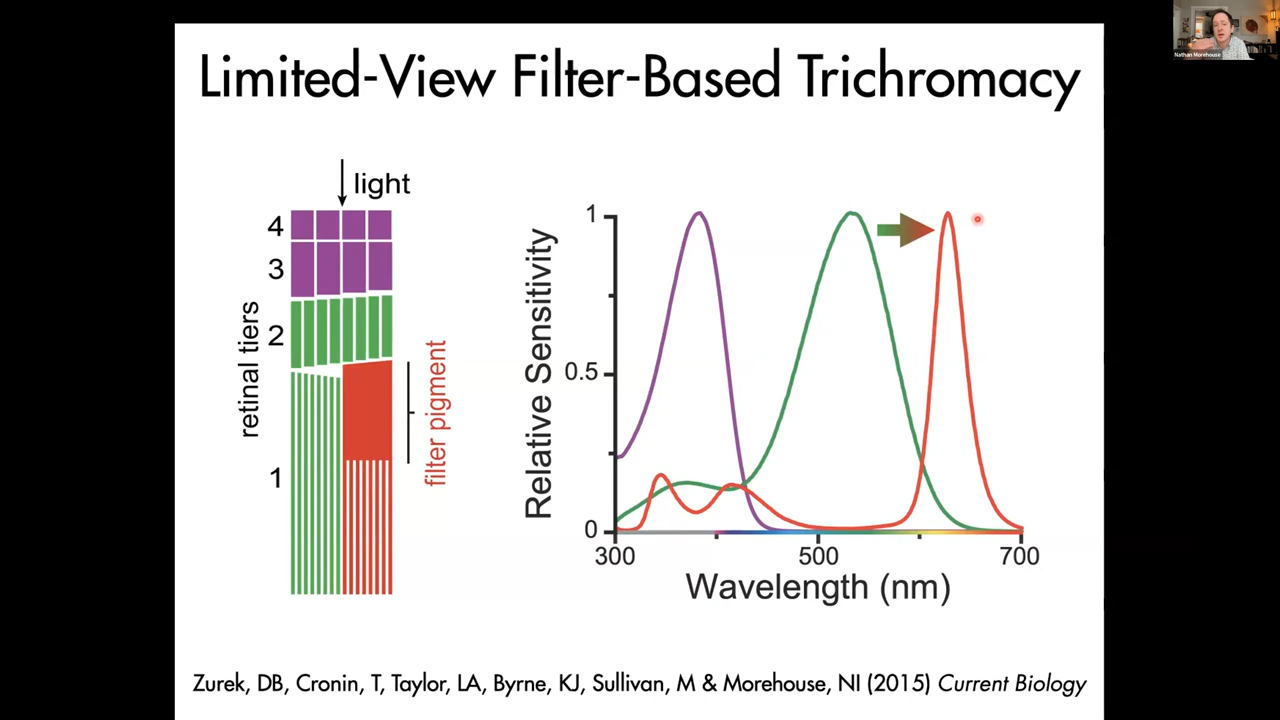 Limited-View Filter-Based Trichromacy
Nathan Morehouse
light
4
3
2
1
retinal tiers
filter pigment
Relative Sensitivity
1
0.5
0
300
500
700
Wavelength (nm)
Zurek, DB, Cronin, T, Taylor, LA, Byrne, KJ, Sullivan, M & Morehouse, NI (2015) Current Biology